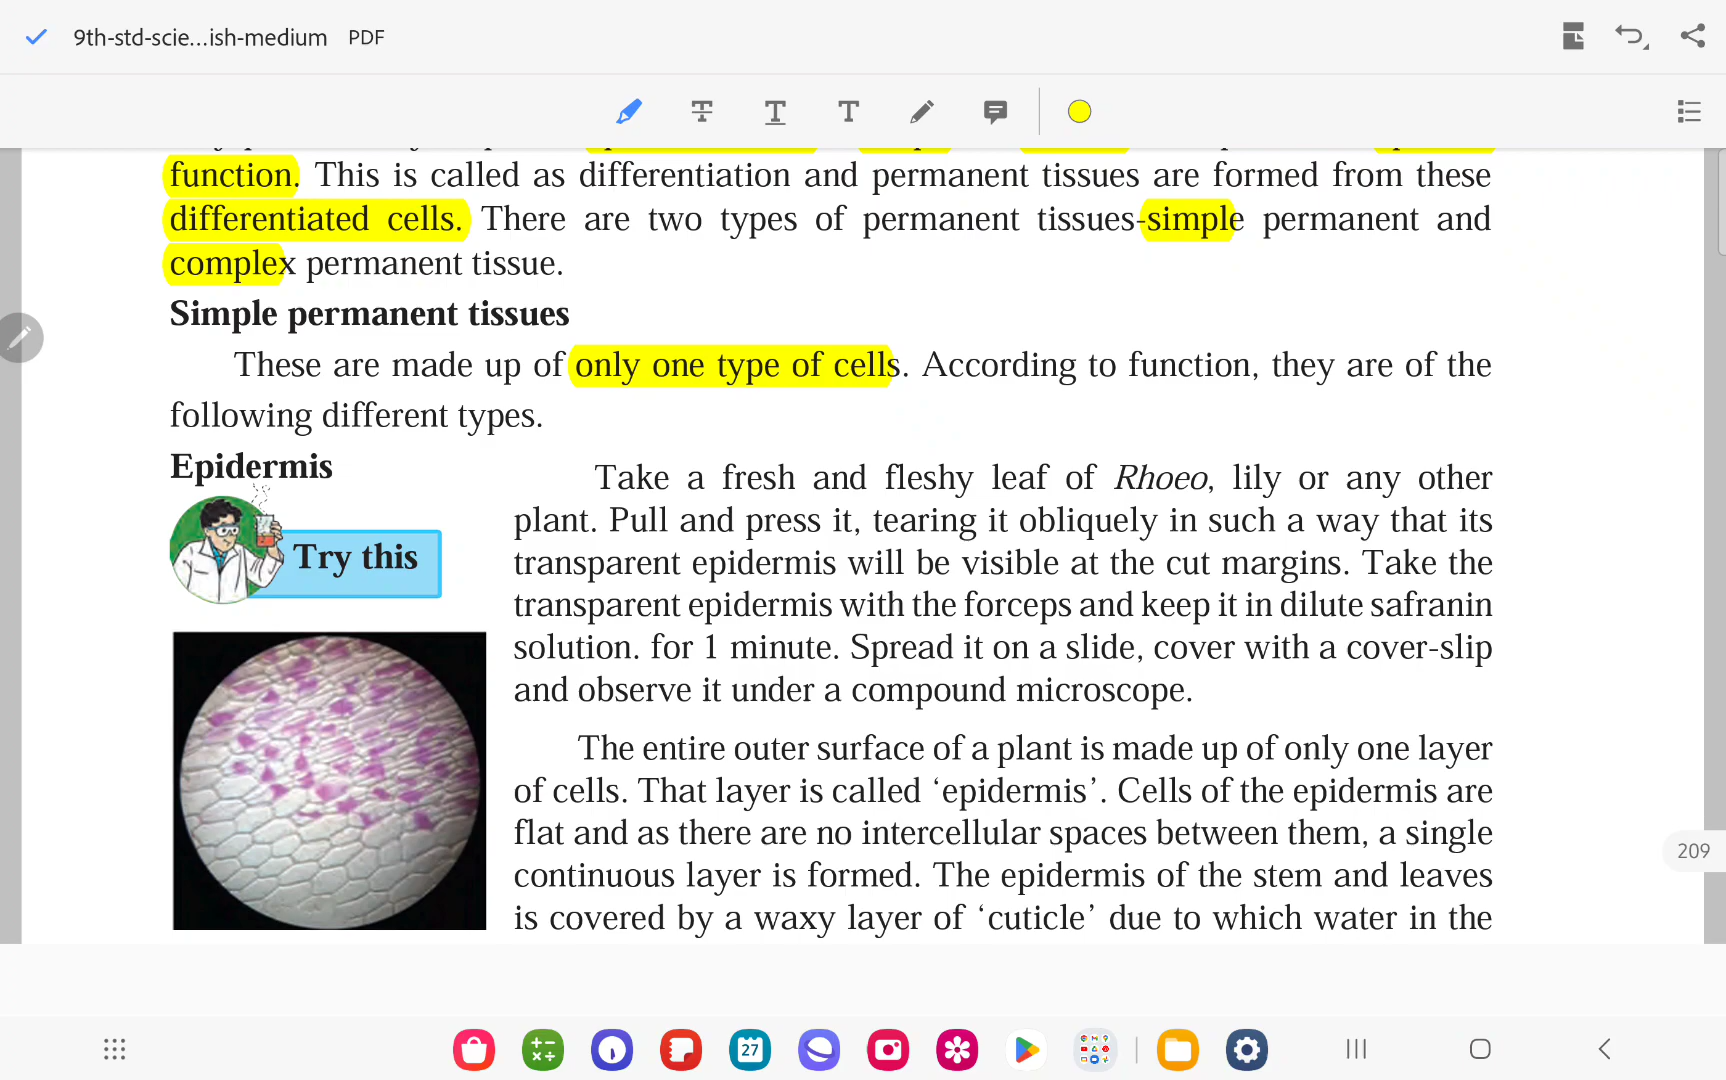 9th-std-scie...ish-medium PDF
function. This is called as differentiation and permanent tissues are formed from these
differentiated cells. There are two types of permanent tissues-simple permanent and
complex permanent tissue.
Simple permanent tissues
These are made up of only one type of cells. According to function, they are of the
following different types.
Epidermis
Try this
Take a fresh and fleshy leaf of Rhoeo, lily or any other
plant. Pull and press it, tearing it obliquely in such a way that its
transparent epidermis will be visible at the cut margins. Take the
transparent epidermis with the forceps and keep it in dilute safranin
solution. for 1 minute. Spread it on a slide, cover with a cover-slip
and observe it under a compound microscope.
The entire outer surface of a plant is made up of only one layer
of cells. That layer is called ‘epidermis’. Cells of the epidermis are
flat and as there are no intercellular spaces between them, a single
continuous layer is formed. The epidermis of the stem and leaves
is covered by a waxy layer of ‘cuticle’ due to which water in the
209
27